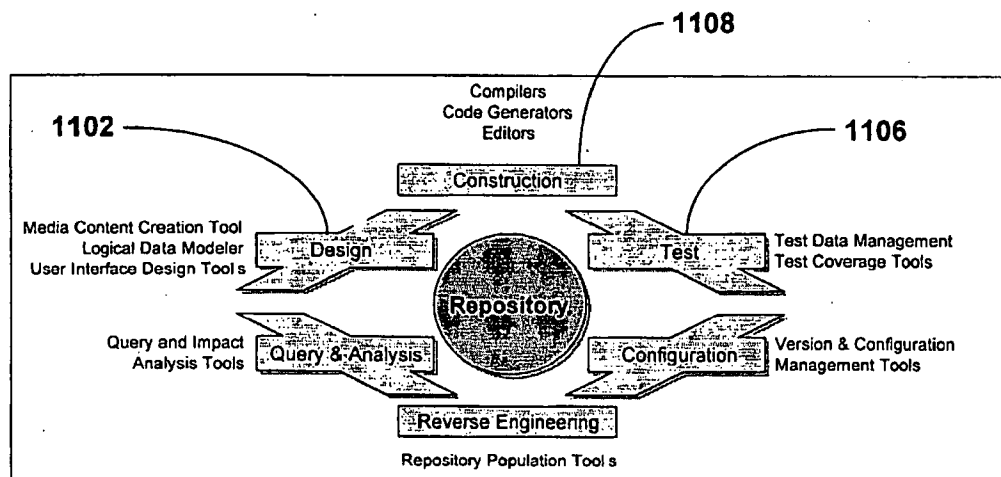 1108
Compilers
Code Generators
Editors
1102
1106
Construction
Media Content Creation Tool
Logical Data Modeler
User Interface Design Tools
Design
Test
Test Data Management
Test Coverage Tools
Repository
Query and Impact
Analysis Tools
Query & Analysis
Configuration
Version & Configuration
Management Tools
Reverse Engineering
Repository Population Tools